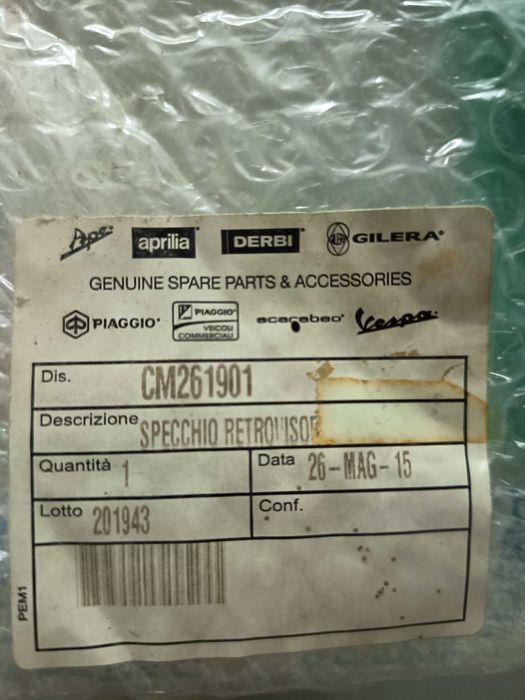 Ape
aprilia
DERBI
GILERA
GENUINE SPARE PARTS & ACCESSORIES
PIAGGIO
PIAGGIO
VEICOLI
COMMERCIALI
scarabeo
Vespa
Dis. CM261901
Descrizione SPECCHIO RETROVISOR
Quantità 1
Data 26-MAG-15
Lotto 201943
Conf.
PEM1